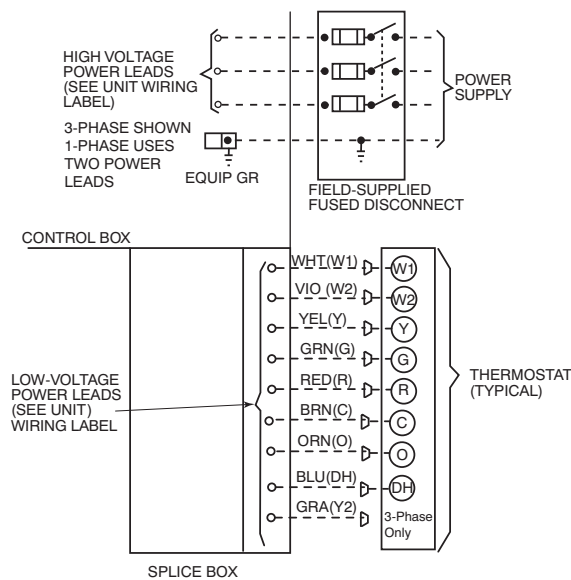 HIGH VOLTAGE
POWER LEADS
(SEE UNIT WIRING
LABEL)
POWER
SUPPLY
3-PHASE SHOWN
1-PHASE USES
TWO POWER
LEADS
EQUIP GR
FIELD-SUPPLIED
FUSED DISCONNECT
CONTROL BOX
WHT(W1)
W1
VIO (W2)
W2
YEL(Y)
Y
GRN(G)
G
RED(R)
R
BRN(C)
C
ORN(O)
O
BLU(DH)
DH
GRA(Y2)
3-Phase
Only
LOW-VOLTAGE
POWER LEADS
(SEE UNIT)
WIRING LABEL
THERMOSTAT
(TYPICAL)
SPLICE BOX